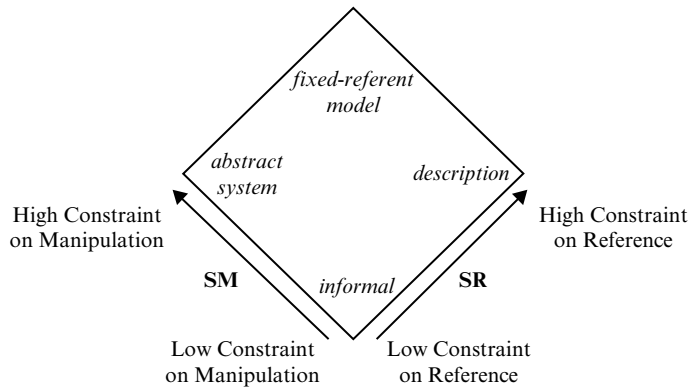 fixed-referent
model
abstract
system
description
High Constraint
on Manipulation
High Constraint
on Reference
SM
informal
SR
Low Constraint
on Manipulation
Low Constraint
on Reference